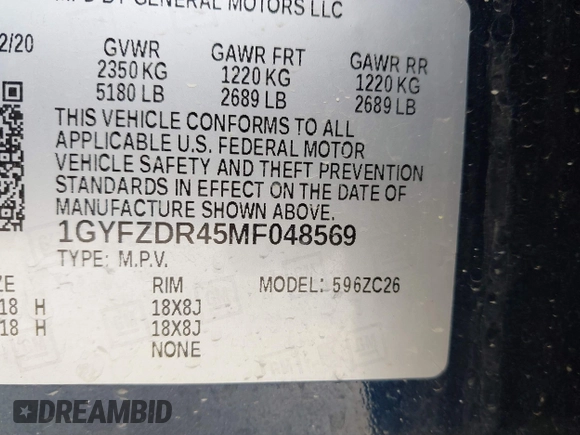 MFD BY GENERAL MOTORS LLC
2/20 GVWR GAWR FRT GAWR RR
2350 KG 1220 KG 1220 KG
5180 LB 2689 LB 2689 LB
THIS VEHICLE CONFORMS TO ALL
APPLICABLE U.S. FEDERAL MOTOR
VEHICLE SAFETY AND THEFT PREVENTION
STANDARDS IN EFFECT ON THE DATE OF
MANUFACTURE SHOWN ABOVE.
1GYFZDR45MF048569
TYPE: M.P.V. MODEL: 596ZC26
ZE RIM
18 H 18X8J
18 H 18X8J
NONE
DREAMBID